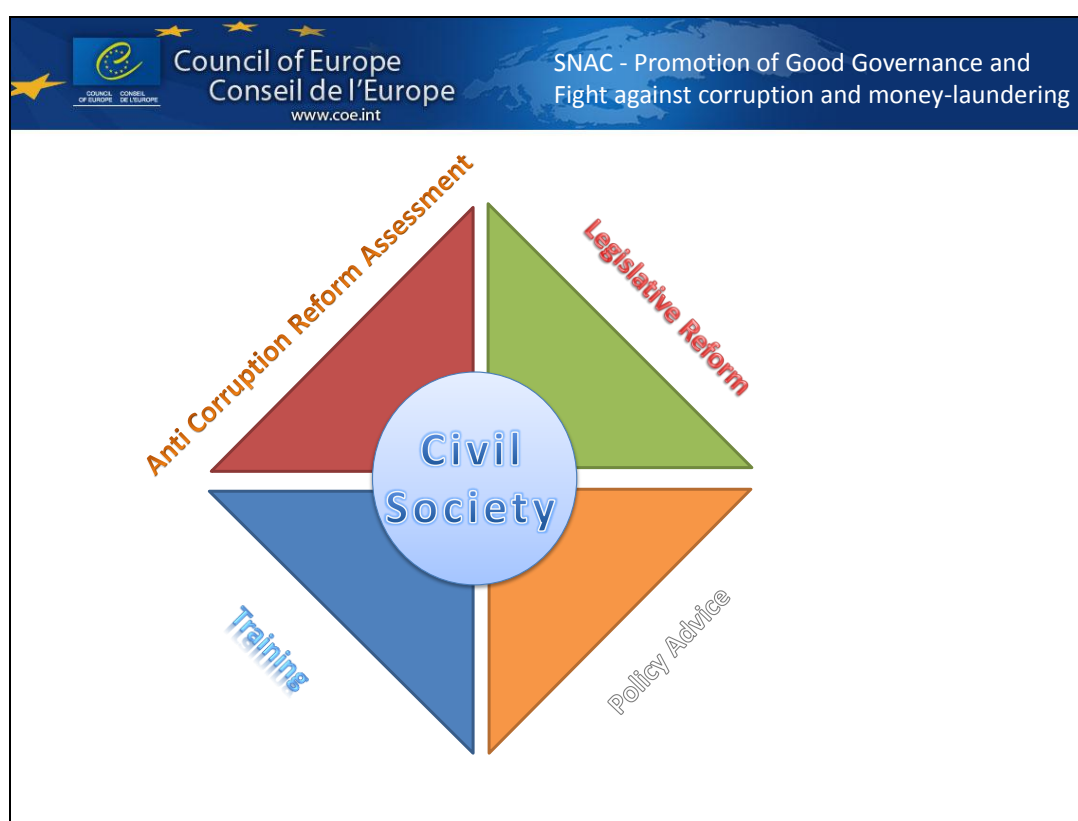 COUNCIL CONSEIL
OF EUROPE DE L'EUROPE
Council of Europe
Conseil de l'Europe
www.coe.int
SNAC - Promotion of Good Governance and
Fight against corruption and money-laundering
Anti Corruption Reform Assessment
Legislative Reform
Civil
Society
Training
Policy Advice